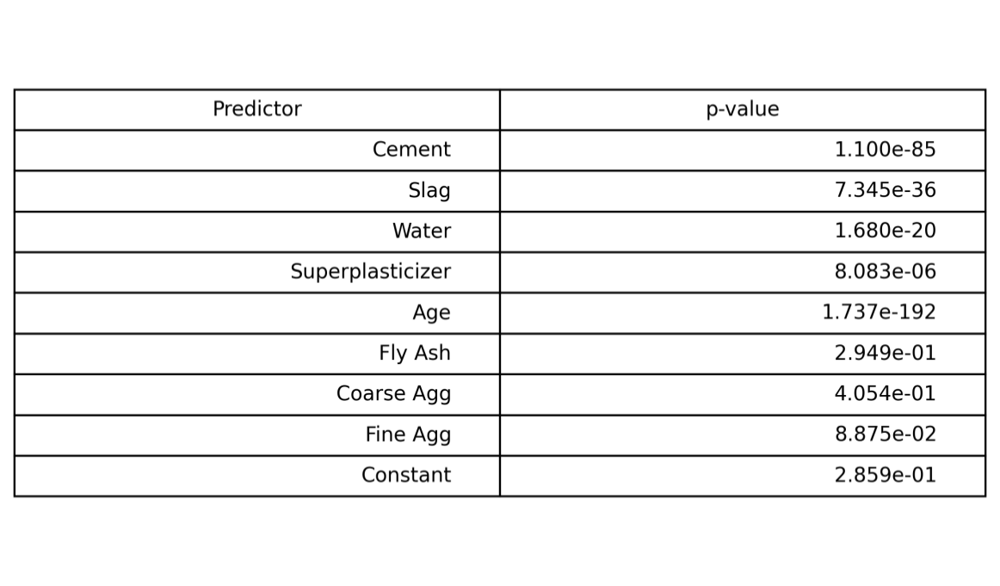 Predictor p-value
Cement 1.100e-85
Slag 7.345e-36
Water 1.680e-20
Superplasticizer 8.083e-06
Age 1.737e-192
Fly Ash 2.949e-01
Coarse Agg 4.054e-01
Fine Agg 8.875e-02
Constant 2.859e-01